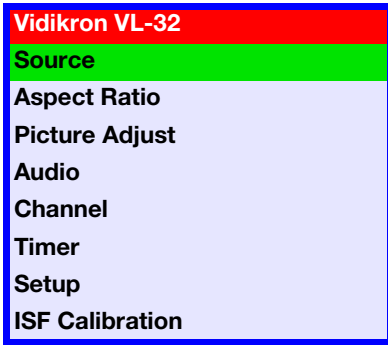 Vidikron VL-32
Source
Aspect Ratio
Picture Adjust
Audio
Channel
Timer
Setup
ISF Calibration